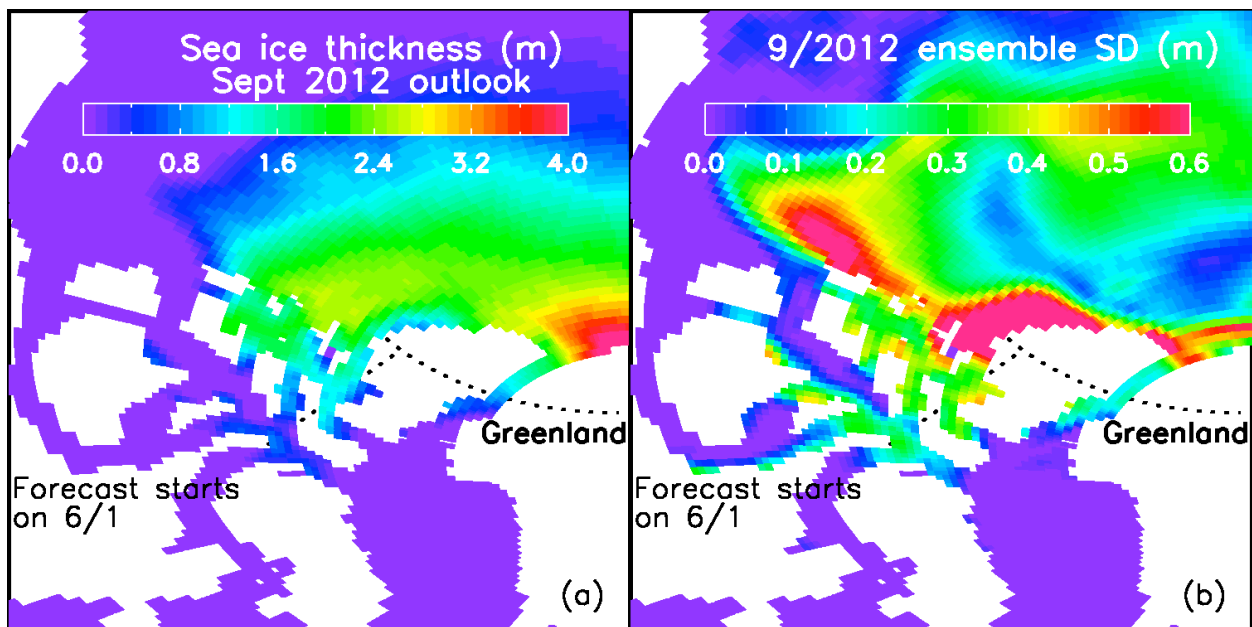 Sea ice thickness (m)
Sept 2012 outlook
0.0 0.8 1.6 2.4 3.2 4.0
Greenland
Forecast starts
on 6/1
(a)
9/2012 ensemble SD (m)
0.0 0.1 0.2 0.3 0.4 0.5 0.6
Greenland
Forecast starts
on 6/1
(b)